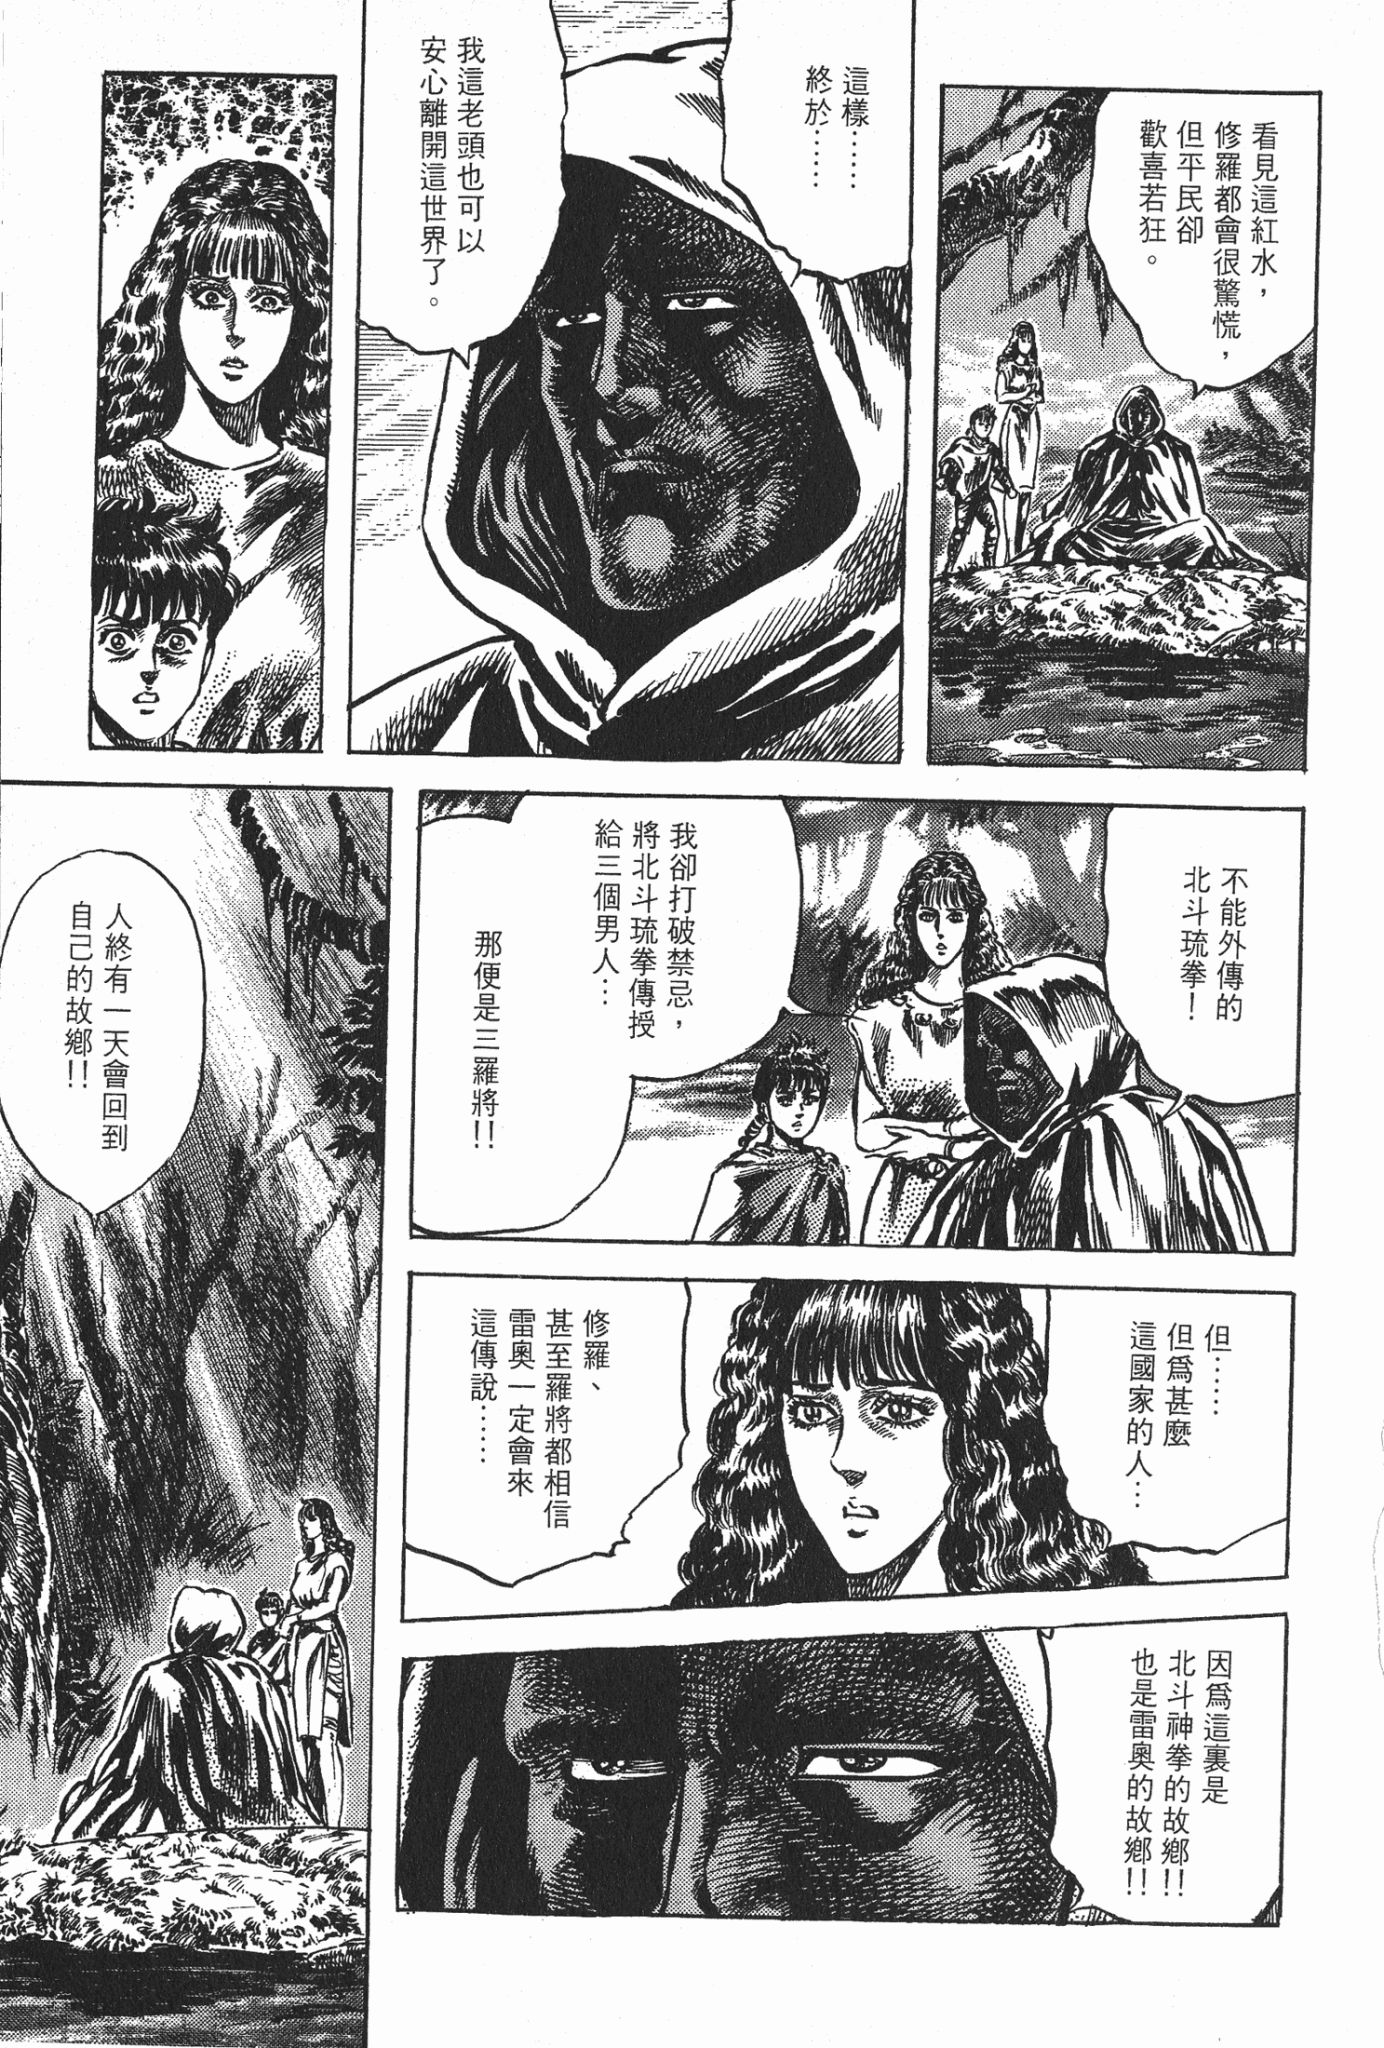 看見這紅水，
修羅都會很驚慌，
但平民卻
歡喜若狂。
這樣……
終於……
我這老頭也可以
安心離開這世界了。
不能外傳的
北斗琉拳！
我卻打破禁忌，
將北斗琉拳傳授
給三個男人…
那便是三羅將!!
但……
但爲甚麼
這國家的人…
修羅、
甚至羅將都相信
雷奧一定會來
這傳說……
因爲這裏是
北斗神拳的故鄉!!
也是雷奧的故鄉!!
人終有一天會回到
自己的故鄉!!